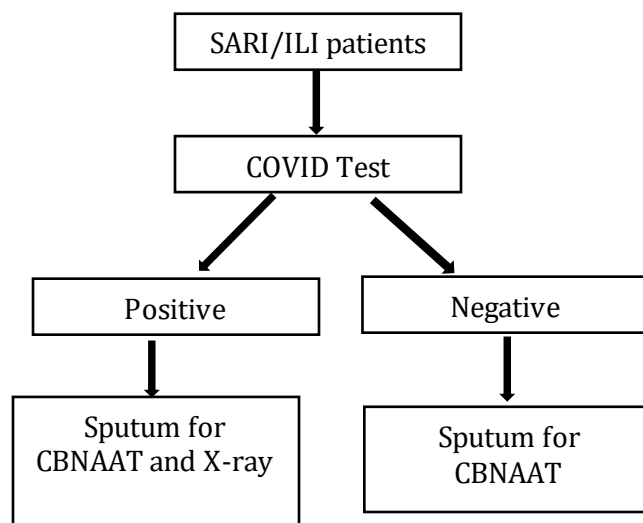 SARI/ILI patients
COVID Test
Positive
Negative
Sputum for
CBNAAT and X-ray
Sputum for
CBNAAT